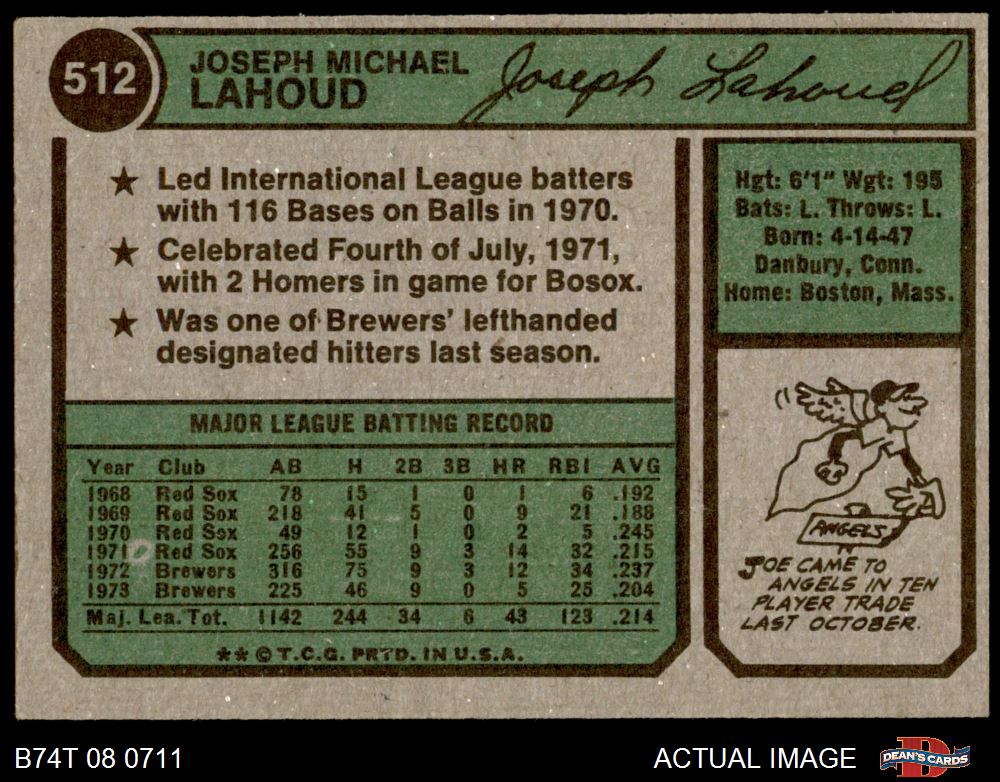 512
JOSEPH MICHAEL
LAHOUD
Joseph Lahoud
★ Led International League batters
with 116 Bases on Balls in 1970.
★ Celebrated Fourth of July, 1971,
with 2 Homers in game for Bosox.
★ Was one of Brewers' lefthanded
designated hitters last season.
Hgt: 6'1" Wgt: 195
Bats: L. Throws: L.
Born: 4-14-47
Danbury, Conn.
Home: Boston, Mass.
MAJOR LEAGUE BATTING RECORD
Year Club AB H 2B 3B HR RBI AVG
1968 Red Sox 78 15 1 0 1 6 .192
1969 Red Sox 218 41 5 0 9 21 .188
1970 Red Sox 49 12 1 0 2 5 .245
1971 Red Sox 256 55 9 3 14 32 .215
1972 Brewers 316 75 9 3 12 34 .237
1973 Brewers 225 46 9 0 5 25 .204
Maj. Lea. Tot. 1142 244 34 6 43 123 .214
** © T.C.G. PRTD. IN U.S.A.
ANGELS
JOE CAME TO
ANGELS IN TEN
PLAYER TRADE
LAST OCTOBER.
B74T 08 0711
ACTUAL IMAGE
DEAN'S CARDS